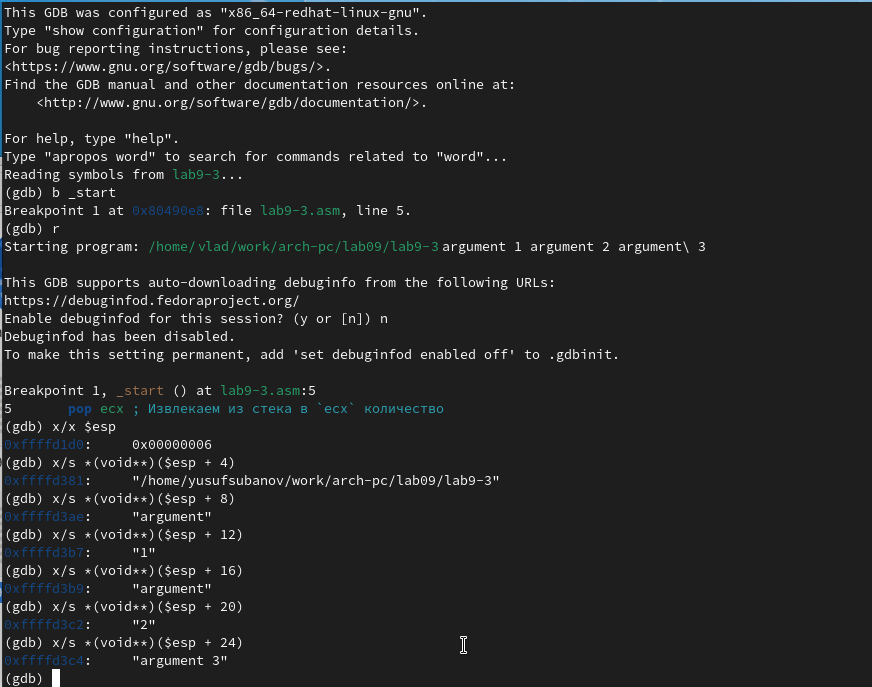 This GDB was configured as "x86_64-redhat-linux-gnu".
Type "show configuration" for configuration details.
For bug reporting instructions, please see:
<https://www.gnu.org/software/gdb/bugs/>.
Find the GDB manual and other documentation resources online at:
    <http://www.gnu.org/software/gdb/documentation/>.
For help, type "help".
Type "apropos word" to search for commands related to "word"...
Reading symbols from lab9-3...
(gdb) b _start
Breakpoint 1 at 0x80490e8: file lab9-3.asm, line 5.
(gdb) r
Starting program: /home/vlad/work/arch-pc/lab09/lab9-3 argument 1 argument 2 argument\ 3
This GDB supports auto-downloading debuginfo from the following URLs:
https://debuginfod.fedoraproject.org/
Enable debuginfod for this session? (y or [n]) n
Debuginfod has been disabled.
To make this setting permanent, add 'set debuginfod enabled off' to .gdbinit.
Breakpoint 1, _start () at lab9-3.asm:5
5       pop ecx ; Извлекаем из стека в `ecx` количество
(gdb) x/x $esp
0xffffd1d0:     0x00000006
(gdb) x/s *(void**)($esp + 4)
0xffffd381:     "/home/yusufsubanov/work/arch-pc/lab09/lab9-3"
(gdb) x/s *(void**)($esp + 8)
0xffffd3ae:     "argument"
(gdb) x/s *(void**)($esp + 12)
0xffffd3b7:     "1"
(gdb) x/s *(void**)($esp + 16)
0xffffd3b9:     "argument"
(gdb) x/s *(void**)($esp + 20)
0xffffd3c2:     "2"
(gdb) x/s *(void**)($esp + 24)
0xffffd3c4:     "argument 3"
(gdb)